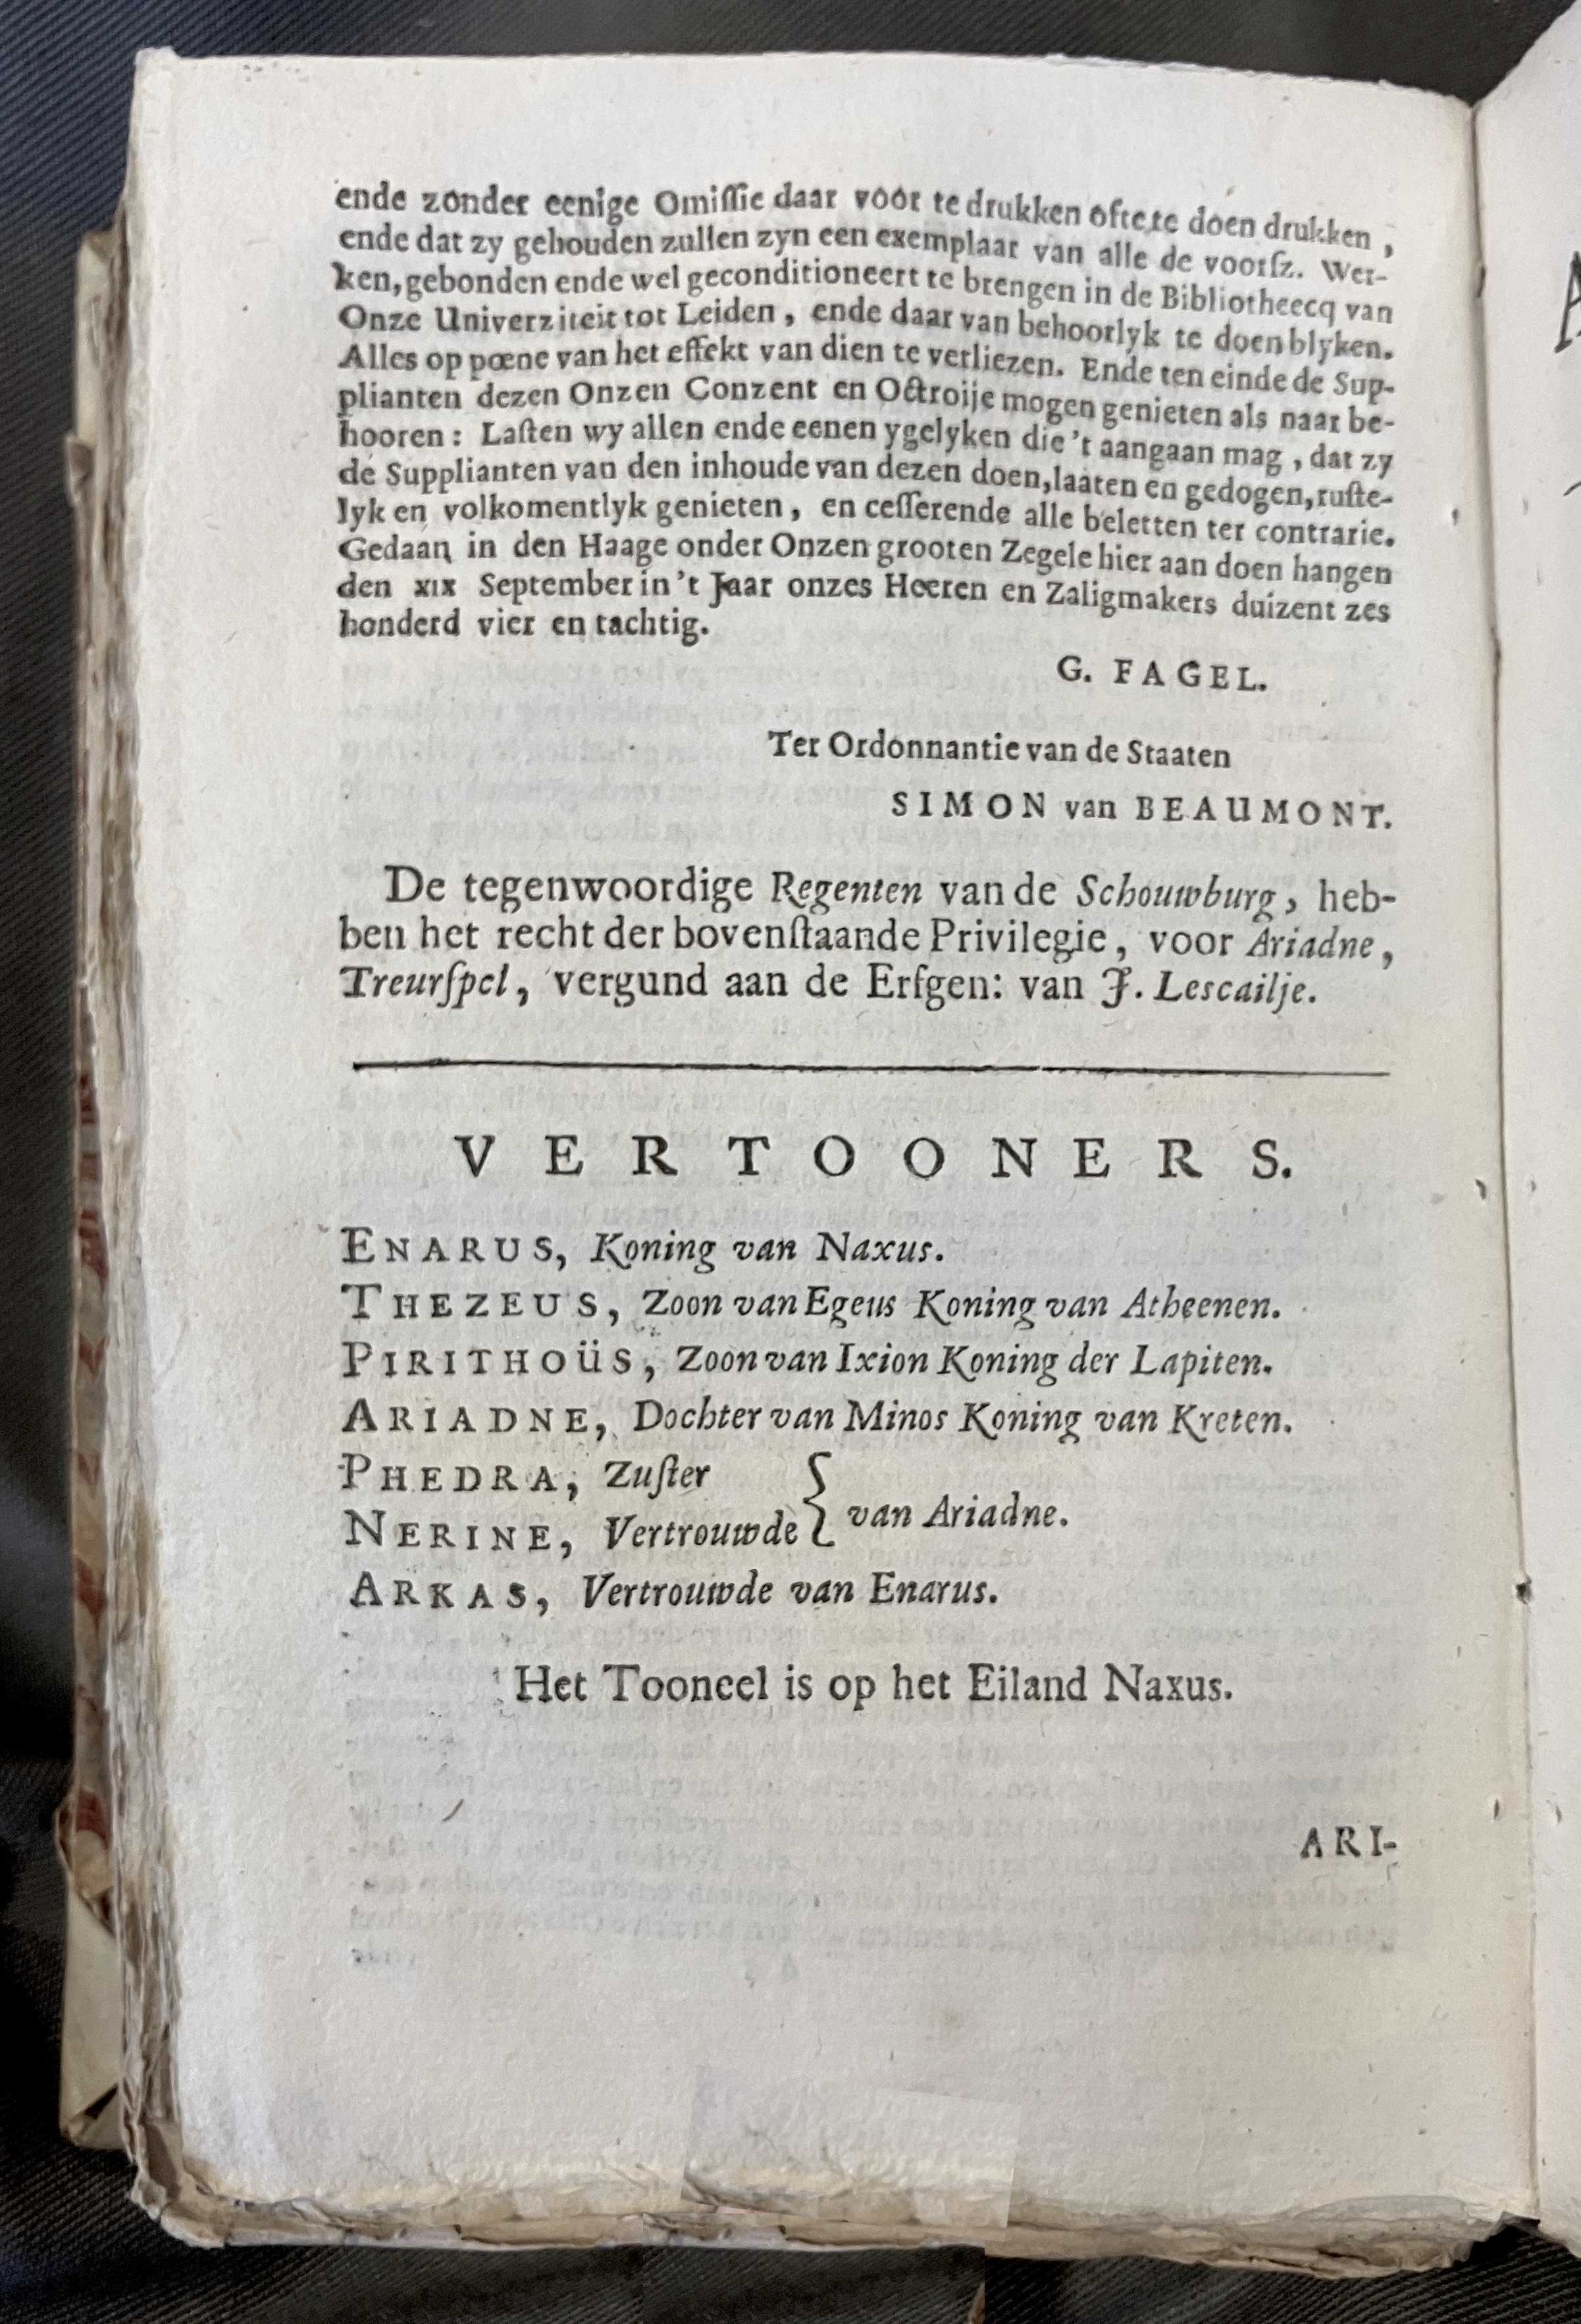 ende zonder eenige Omiſſie daar voor te drukken ofte te doen drukken,
ende dat zy gehouden zullen zyn een exemplaar van alle de voorſz. Wer-
ken, gebonden ende wel geconditioneert te brengen in de Bibliotheecq van
Onze Univerziteit tot Leiden, ende daar van behoorlyk te doen blyken.
Alles op pœne van het effekt van dien te verliezen. Ende ten einde de Sup-
plianten dezen Onzen Conzent en Octroije mogen genieten als naar be-
hooren: Laſten wy allen ende eenen ygelyken die 't aangaan mag, dat zy
de Supplianten van den inhoude van dezen doen, laaten en gedogen, ruſte-
lyk en volkomentlyk genieten, en ceſſerende alle beletten ter contrarie.
Gedaan in den Haage onder Onzen grooten Zegele hier aan doen hangen
den XIX September in 't Jaar onzes Heeren en Zaligmakers duizent zes
honderd vier en tachtig.
G. FAGEL.
Ter Ordonnantie van de Staaten
SIMON van BEAUMONT.
De tegenwoordige Regenten van de Schouwburg, heb-
ben het recht der bovenſtaande Privilegie, voor Ariadne,
Treurſpel, vergund aan de Erfgen: van J. Lescailje.
VERTOONERS.
ENARUS, Koning van Naxus.
THEZEUS, Zoon van Egeus Koning van Atheenen.
PIRITHOÜS, Zoon van Ixion Koning der Lapiten.
ARIADNE, Dochter van Minos Koning van Kreten.
PHEDRA, Zuſter
NERINE, Vertrouwde } van Ariadne.
ARKAS, Vertrouwde van Enarus.
Het Tooneel is op het Eiland Naxus.
ARI-